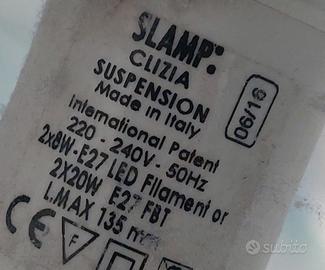 SLAMP.
CLIZIA
SUSPENSION
Made in Italy
06/16
International Patent
220 - 240V - 50Hz
2x8W-E27 LED Filament or
2X20W E27 FBT
L.MAX 135 mm
CE
F
subito